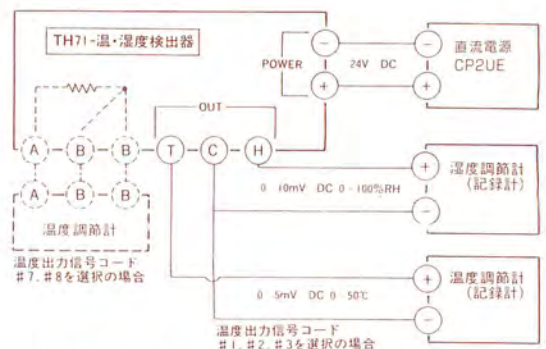 TH71-温・湿度検出器
POWER
−
+
24V DC
−
+
直流電源
CP2UE
OUT
A B B T C H
A B B
温度調節計
温度出力信号コード
#7.#8を選択の場合
0-10mV DC 0-100%RH
+
−
湿度調節計
(記録計)
0-5mV DC 0-50℃
+
−
温度調節計
(記録計)
温度出力信号コード
#1.#2.#3を選択の場合